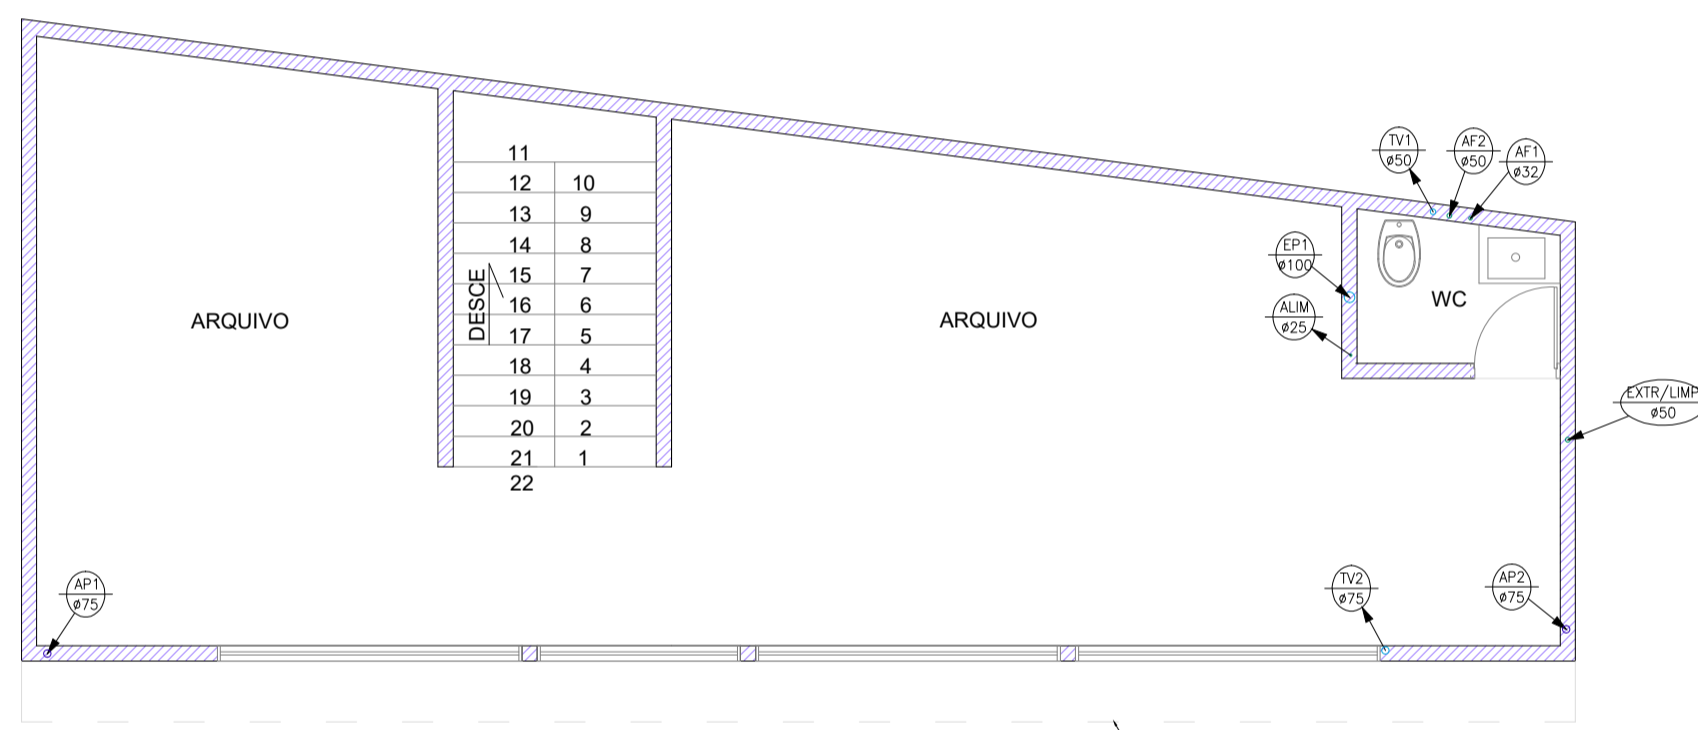 TV1
ø50
AF2
ø50
AF1
ø32
11
12 10
13 9
14 8
15 7
16 6
17 5
18 4
19 3
20 2
21 1
22
DESCE
ARQUIVO
ARQUIVO
EP1
ø100
ALIM
ø25
WC
EXTR/LIMP
ø50
AP1
ø75
TV2
ø75
AP2
ø75